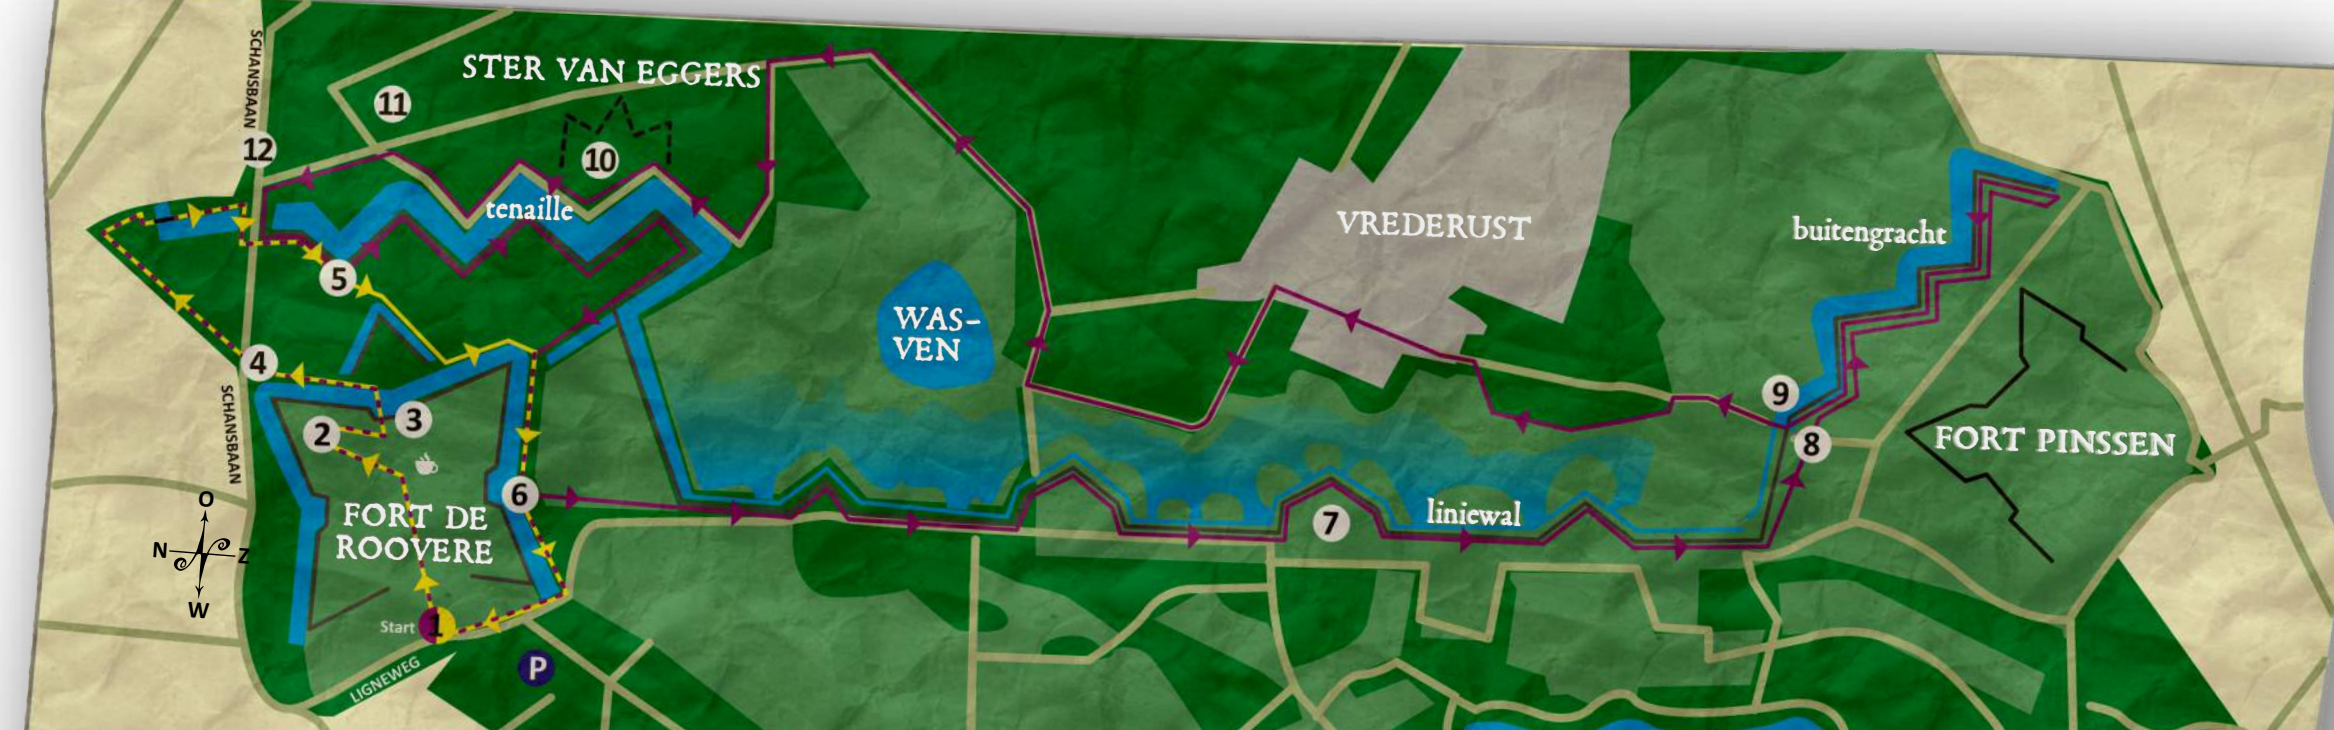 SCHANSBAAN
STER VAN EGGERS
11
12
10
tenaille
5
WAS-
VEN
VREDERUST
buitengracht
4
SCHANSBAAN
2
3
9
8
FORT PINSSEN
6
7
liniewal
FORT DE
ROOVERE
O
N
Z
W
Start
1
P
LIGNEWEG